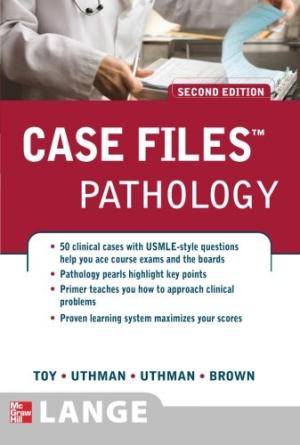 SECOND EDITION
CASE FILES™
PATHOLOGY
• 50 clinical cases with USMLE-style questions
help you ace course exams and the boards
• Pathology pearls highlight key points
• Primer teaches you how to approach clinical
problems
• Proven learning system maximizes your scores
TOY • UTHMAN • UTHMAN • BROWN
Mc
Graw
Hill
LANGE